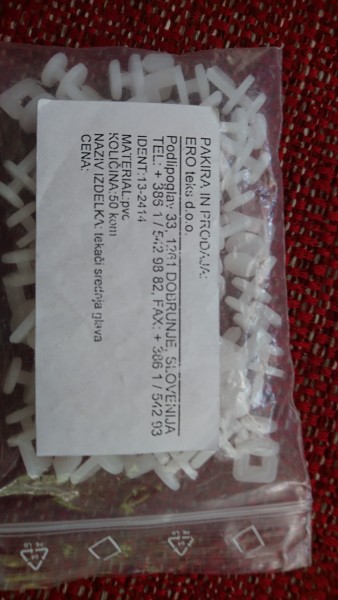 PAKIRA IN PRODAJA:
ERO teks d.o.o.
Podlipoglav 33, 1261 DOBRUNJE, SLOVENIJA
TEL.: + 386 1 / 542 98 82, FAX: + 386 1 / 542 93
IDENT:13-2414
MATERIAL:pvc
KOLIČINA:50 kom
NAZIV IZDELKA: tekači srednja glava
CENA: